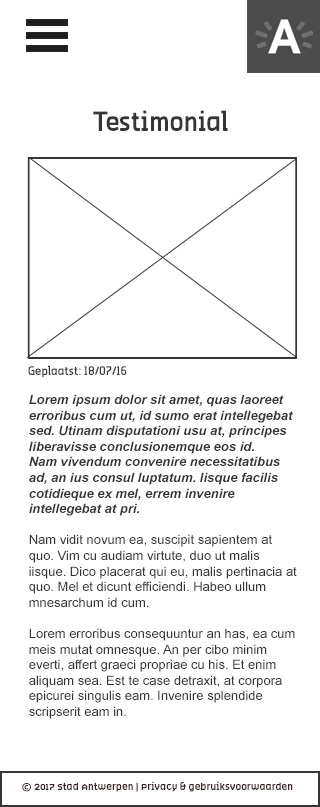 A
Testimonial
Geplaatst: 18/07/16
Lorem ipsum dolor sit amet, quas laoreet
erroribus cum ut, id sumo erat intellegebat
sed. Utinam disputationi usu at, principes
liberavisse conclusionemque eos id.
Nam vivendum convenire necessitatibus
ad, an ius consul luptatum. Iisque facilis
cotidieque ex mel, errem invenire
intellegebat at pri.
Nam vidit novum ea, suscipit sapientem at
quo. Vim cu audiam virtute, duo ut malis
iisque. Dico placerat qui eu, malis pertinacia at
quo. Mel et dicunt efficiendi. Habeo ullum
mnesarchum id cum.
Lorem erroribus consequuntur an has, ea cum
meis mutat omnesque. An per cibo minim
everti, affert graeci propriae cu his. Et enim
aliquam sea. Est te case detraxit, at corpora
epicurei singulis eam. Invenire splendide
scripserit eam in.
© 2017 Stad Antwerpen | Privacy & gebruiksvoorwaarden